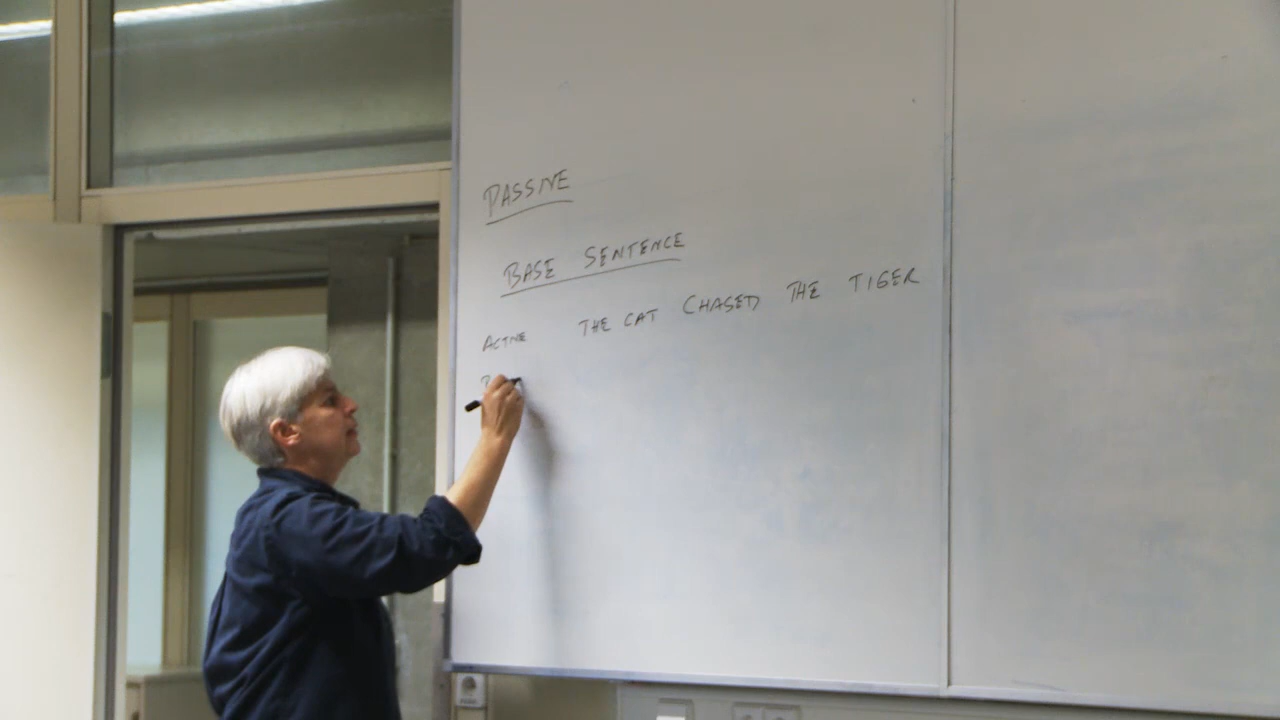 PASSIVE
BASE SENTENCE
ACTIVE THE CAT CHASED THE TIGER